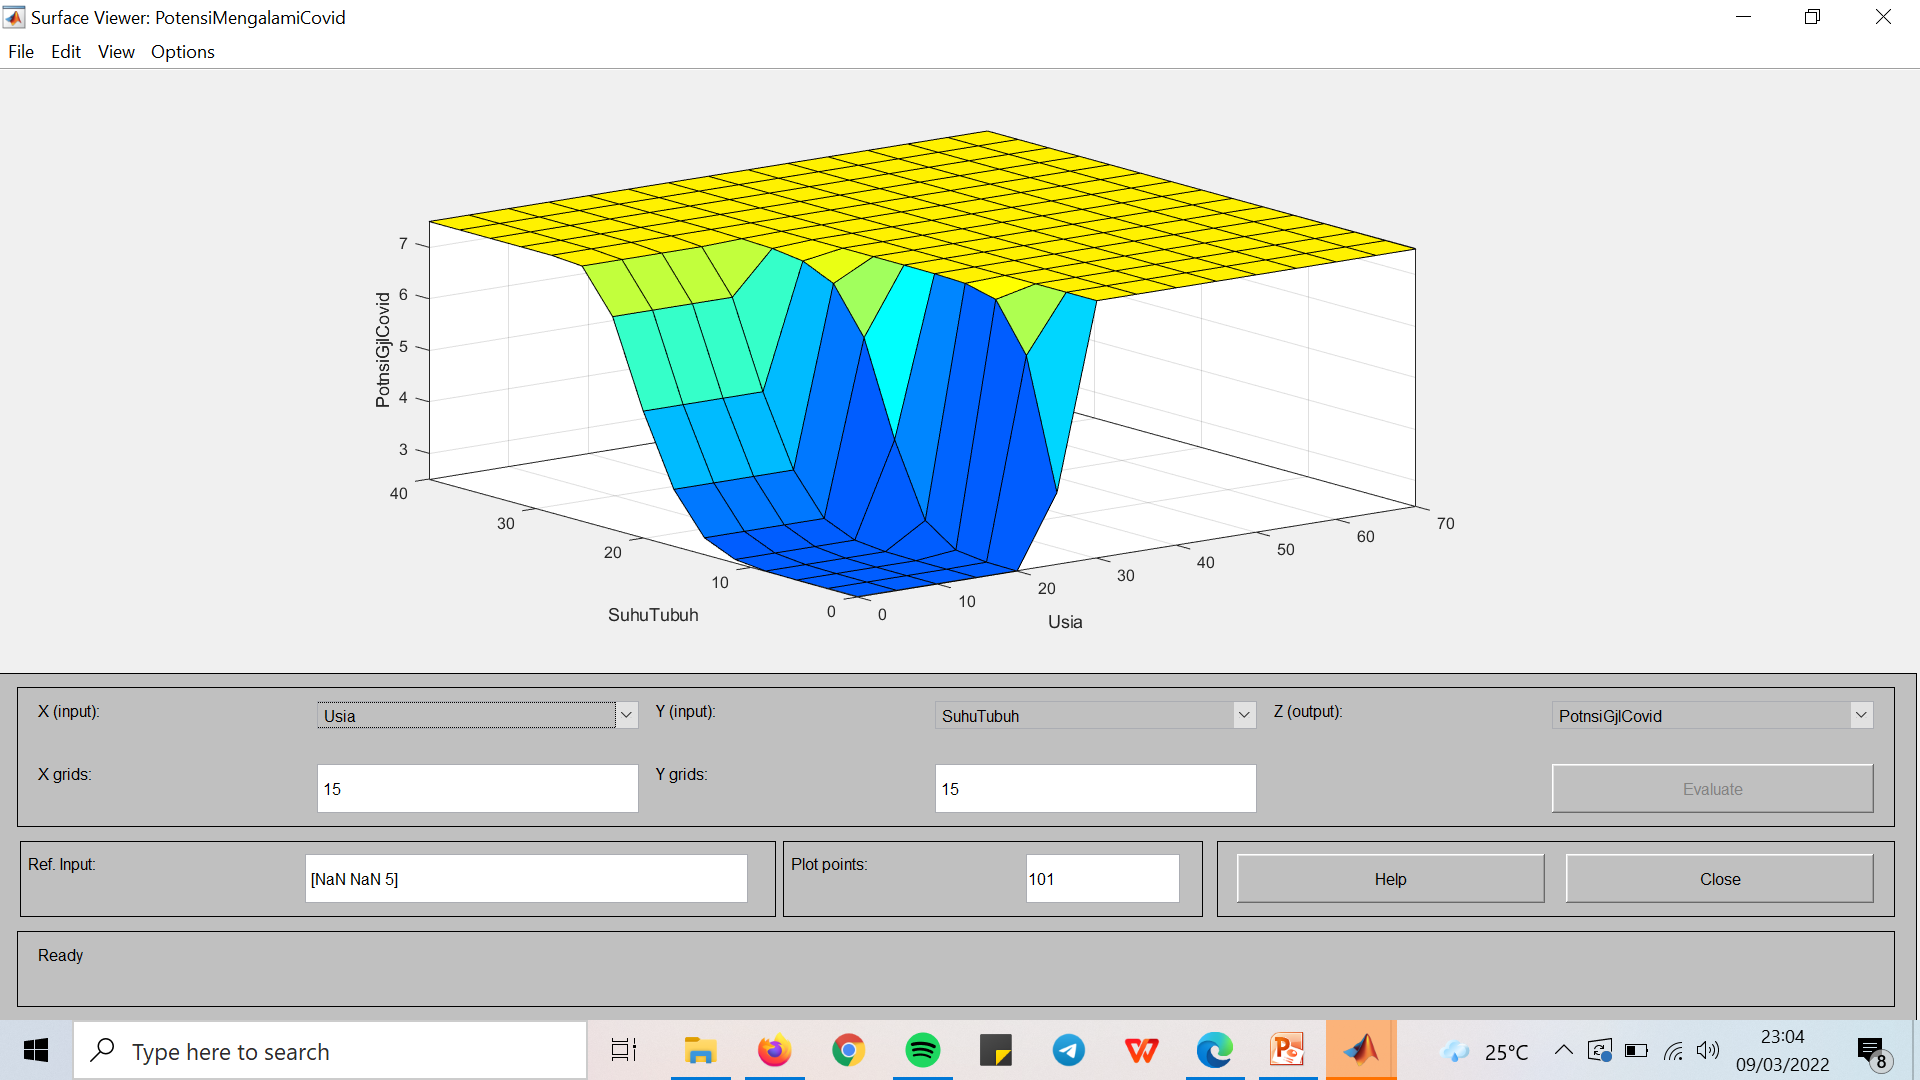 Surface Viewer: PotensiMengalamiCovid
File Edit View Options
7
6
5
4
3
PotnsiGjlCovid
40
30
20
10
0
SuhuTubuh
0
10
20
30
40
50
60
70
Usia
X (input):
Usia
Y (input):
SuhuTubuh
Z (output):
PotnsiGjlCovid
X grids:
15
Y grids:
15
Evaluate
Ref. Input:
[NaN NaN 5]
Plot points:
101
Help
Close
Ready
Type here to search
25°C
23:04
09/03/2022
8